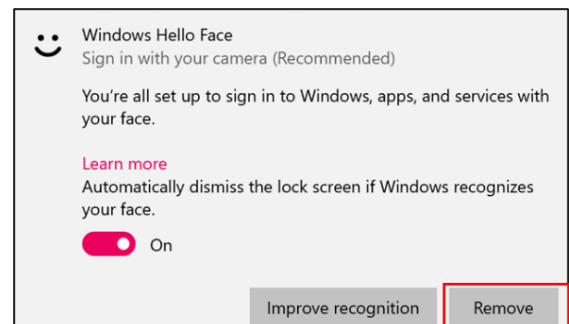 Windows Hello Face
Sign in with your camera (Recommended)
You're all set up to sign in to Windows, apps, and services with
your face.
Learn more
Automatically dismiss the lock screen if Windows recognizes
your face.
On
Improve recognition
Remove